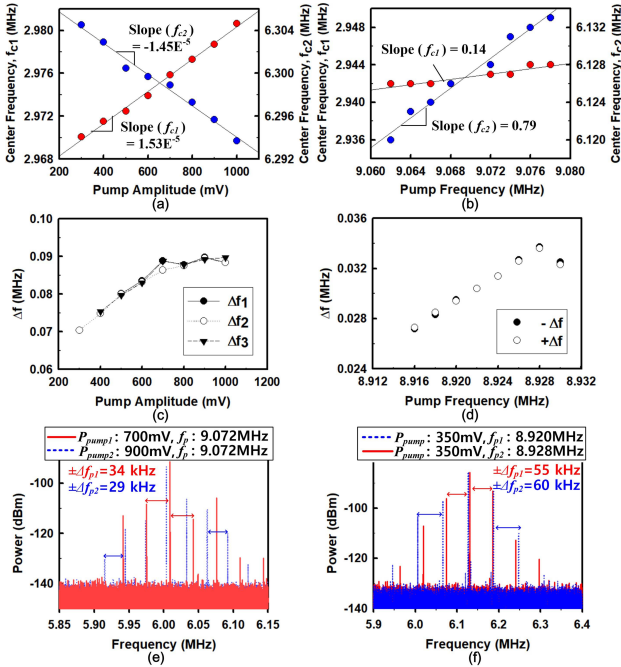 2.980
2.976
2.972
2.968
Center Frequency, fc1 (MHz)
6.304
6.300
6.296
6.292
Center Frequency, fc2 (MHz)
Slope (fc2)
= -1.45E-5
Slope (fc1)
= 1.53E-5
200 400 600 800 1000
Pump Amplitude (mV)
(a)
2.948
2.944
2.940
2.936
Center Frequency, fc1 (MHz)
6.132
6.128
6.124
6.120
Center Frequency, fc2 (MHz)
Slope (fc1) = 0.14
Slope (fc2) = 0.79
9.060 9.064 9.068 9.072 9.076 9.080
Pump Frequency (MHz)
(b)
0.10
0.09
0.08
0.07
0.06
Δf (MHz)
Δf1
Δf2
Δf3
200 400 600 800 1000 1200
Pump Amplitude (mV)
(c)
0.036
0.032
0.028
0.024
Δf (MHz)
- Δf
+Δf
8.912 8.916 8.920 8.924 8.928 8.932
Pump Frequency (MHz)
(d)
Ppump1 : 700mV, fp : 9.072MHz
Ppump2 : 900mV, fp : 9.072MHz
±Δfp1=34 kHz
±Δfp2=29 kHz
-100
-120
-140
Power (dBm)
5.85 5.90 5.95 6.00 6.05 6.10 6.15
Frequency (MHz)
(e)
Ppump : 350mV, fp1 : 8.920MHz
Ppump : 350mV, fp2 : 8.928MHz
±Δfp1=55 kHz
±Δfp2=60 kHz
-60
-80
-100
-120
-140
Power (dBm)
5.9 6.0 6.1 6.2 6.3 6.4
Frequency (MHz)
(f)